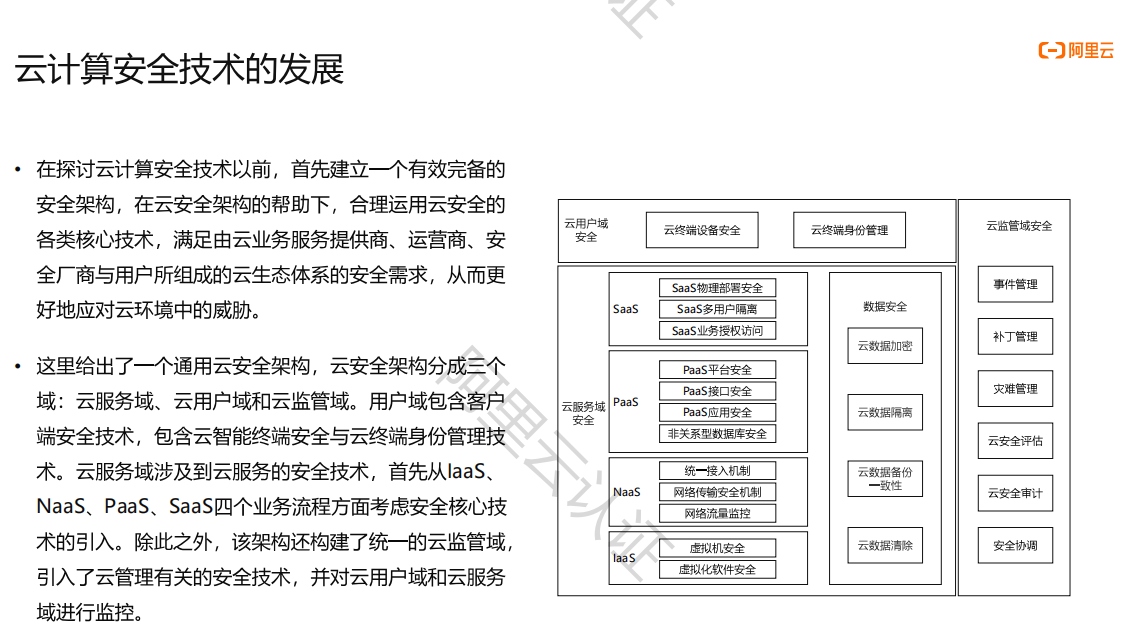 证
阿里云
云计算安全技术的发展
• 在探讨云计算安全技术以前，首先建立一个有效完备的
安全架构，在云安全架构的帮助下，合理运用云安全的
各类核心技术，满足由云业务服务提供商、运营商、安
全厂商与用户所组成的云生态体系的安全需求，从而更
好地应对云环境中的威胁。
• 这里给出了一个通用云安全架构，云安全架构分成三个
域：云服务域、云用户域和云监管域。用户域包含客户
端安全技术，包含云智能终端安全与云终端身份管理技
术。云服务域涉及到云服务的安全技术，首先从IaaS、
NaaS、PaaS、SaaS四个业务流程方面考虑安全核心技
术的引入。除此之外，该架构还构建了统一的云监管域，
引入了云管理有关的安全技术，并对云用户域和云服务
域进行监控。
云用户域
安全
云终端设备安全
云终端身份管理
云服务域
安全
SaaS
SaaS物理部署安全
SaaS多用户隔离
SaaS业务授权访问
PaaS
PaaS平台安全
PaaS接口安全
PaaS应用安全
非关系型数据库安全
NaaS
统一接入机制
网络传输安全机制
网络流量监控
IaaS
虚拟机安全
虚拟化软件安全
数据安全
云数据加密
云数据隔离
云数据备份
一致性
云数据清除
云监管域安全
事件管理
补丁管理
灾难管理
云安全评估
云安全审计
安全协调
阿里云认证